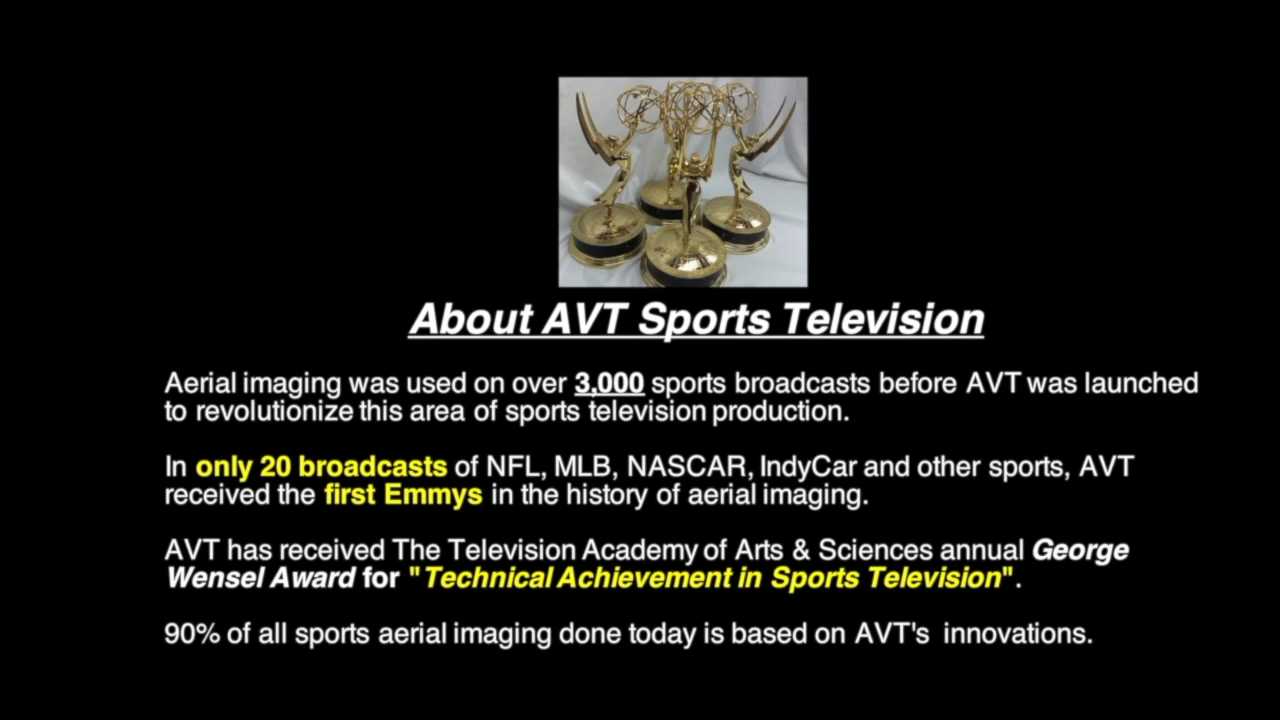 About AVT Sports Television
Aerial imaging was used on over 3,000 sports broadcasts before AVT was launched
to revolutionize this area of sports television production.
In only 20 broadcasts of NFL, MLB, NASCAR, IndyCar and other sports, AVT
received the first Emmys in the history of aerial imaging.
AVT has received The Television Academy of Arts & Sciences annual George
Wensel Award for "Technical Achievement in Sports Television".
90% of all sports aerial imaging done today is based on AVT's innovations.